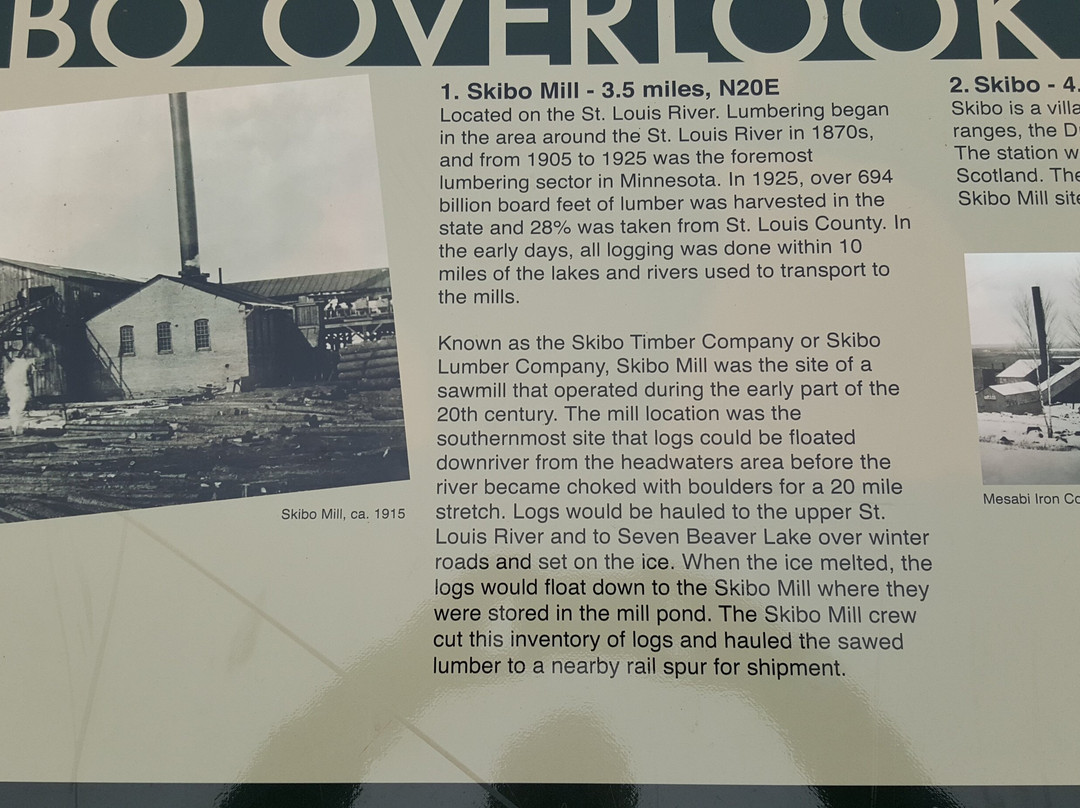 BO OVERLOOK
1. Skibo Mill - 3.5 miles, N20E
Located on the St. Louis River. Lumbering began
in the area around the St. Louis River in 1870s,
and from 1905 to 1925 was the foremost
lumbering sector in Minnesota. In 1925, over 694
billion board feet of lumber was harvested in the
state and 28% was taken from St. Louis County. In
the early days, all logging was done within 10
miles of the lakes and rivers used to transport to
the mills.
Known as the Skibo Timber Company or Skibo
Lumber Company, Skibo Mill was the site of a
sawmill that operated during the early part of the
20th century. The mill location was the
southernmost site that logs could be floated
downriver from the headwaters area before the
river became choked with boulders for a 20 mile
stretch. Logs would be hauled to the upper St.
Louis River and to Seven Beaver Lake over winter
roads and set on the ice. When the ice melted, the
logs would float down to the Skibo Mill where they
were stored in the mill pond. The Skibo Mill crew
cut this inventory of logs and hauled the sawed
lumber to a nearby rail spur for shipment.
Skibo Mill, ca. 1915
2. Skibo - 4.
Skibo is a villa
ranges, the D
The station w
Scotland. The
Skibo Mill site
Mesabi Iron Co